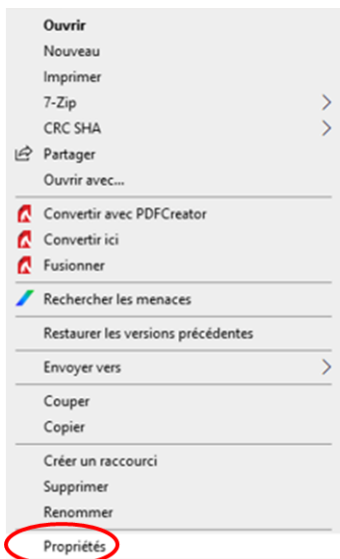 Ouvrir
Nouveau
Imprimer
7-Zip
CRC SHA
Partager
Ouvrir avec...
Convertir avec PDFCreator
Convertir ici
Fusionner
Rechercher les menaces
Restaurer les versions précédentes
Envoyer vers
Couper
Copier
Créer un raccourci
Supprimer
Renommer
Propriétés